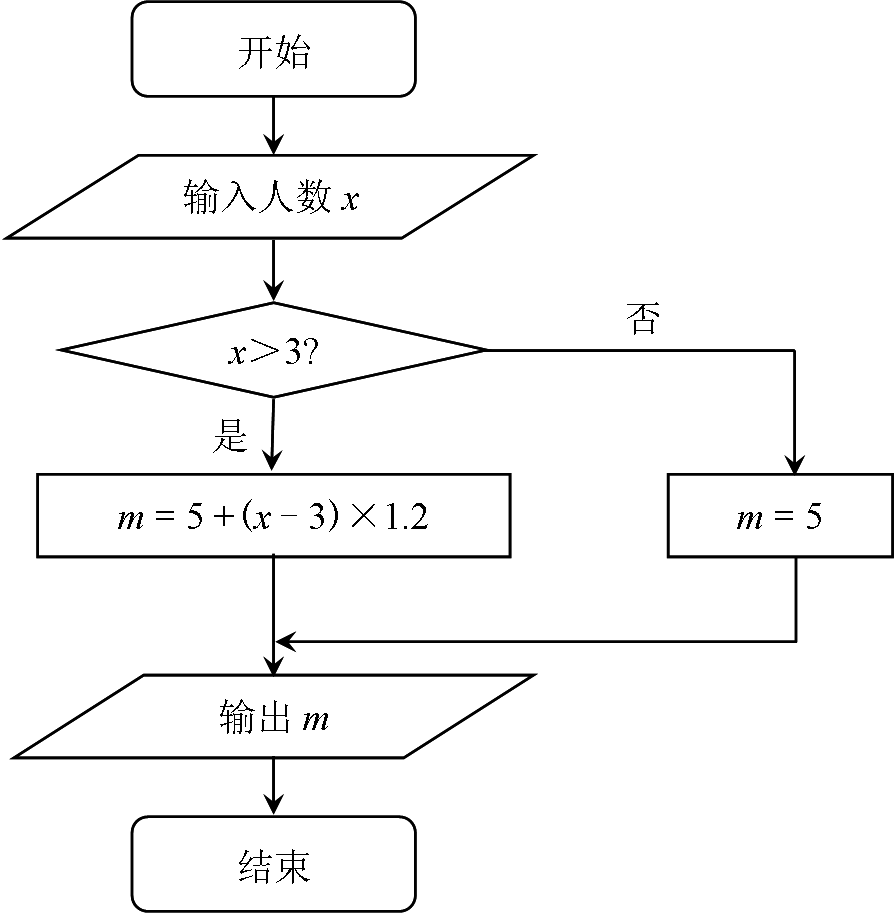 开始
输入人数 x
x＞3?
否
是
m = 5 + (x − 3) × 1.2
m = 5
输出 m
结束